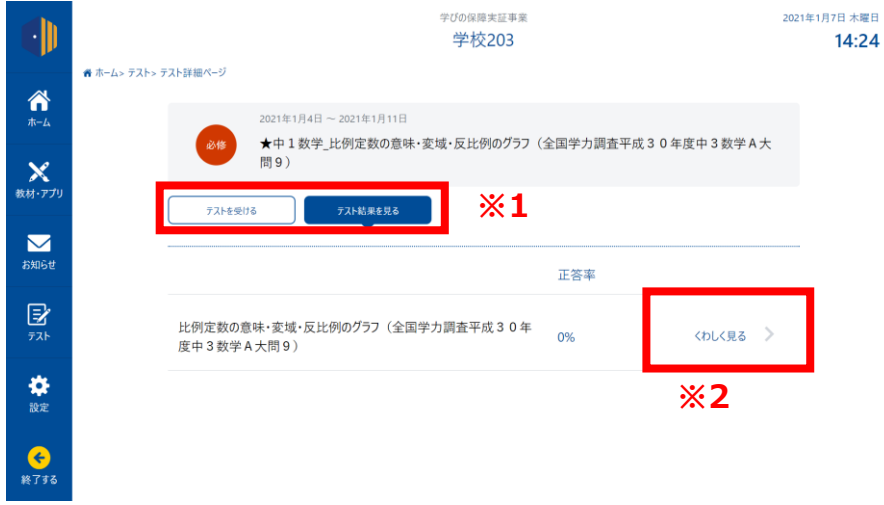 学びの保障実証事業
学校203
2021年1月7日 木曜日
14:24
ホーム> テスト> テスト詳細ページ
ホーム
教材・アプリ
お知らせ
テスト
設定
終了する
2021年1月4日 ～ 2021年1月11日
必修
★中１数学_比例定数の意味・変域・反比例のグラフ（全国学力調査平成３０年度中３数学Ａ大
問９）
テストを受ける
テスト結果を見る
※1
正答率
比例定数の意味・変域・反比例のグラフ（全国学力調査平成３０年
度中３数学Ａ大問９）
0%
くわしく見る
※2